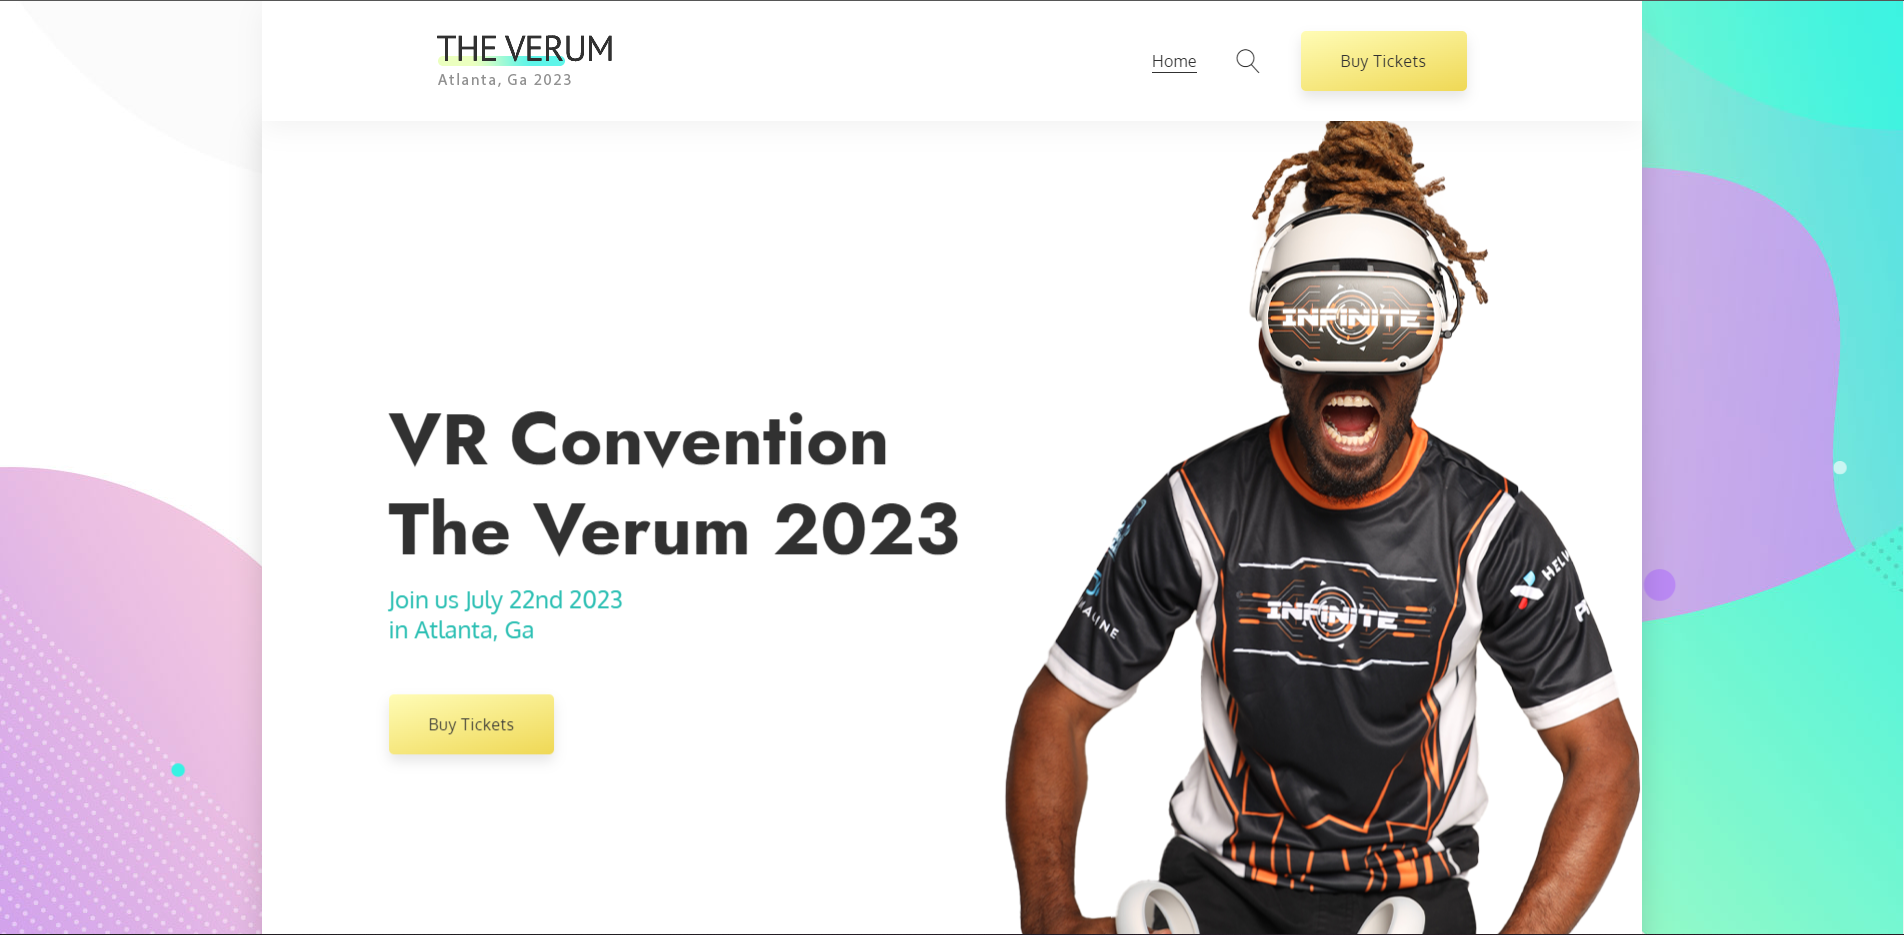 THE VERUM
Atlanta, Ga 2023
Home
Buy Tickets
INFINITE
VR Convention
The Verum 2023
Join us July 22nd 2023
in Atlanta, Ga
INFINITE
Buy Tickets